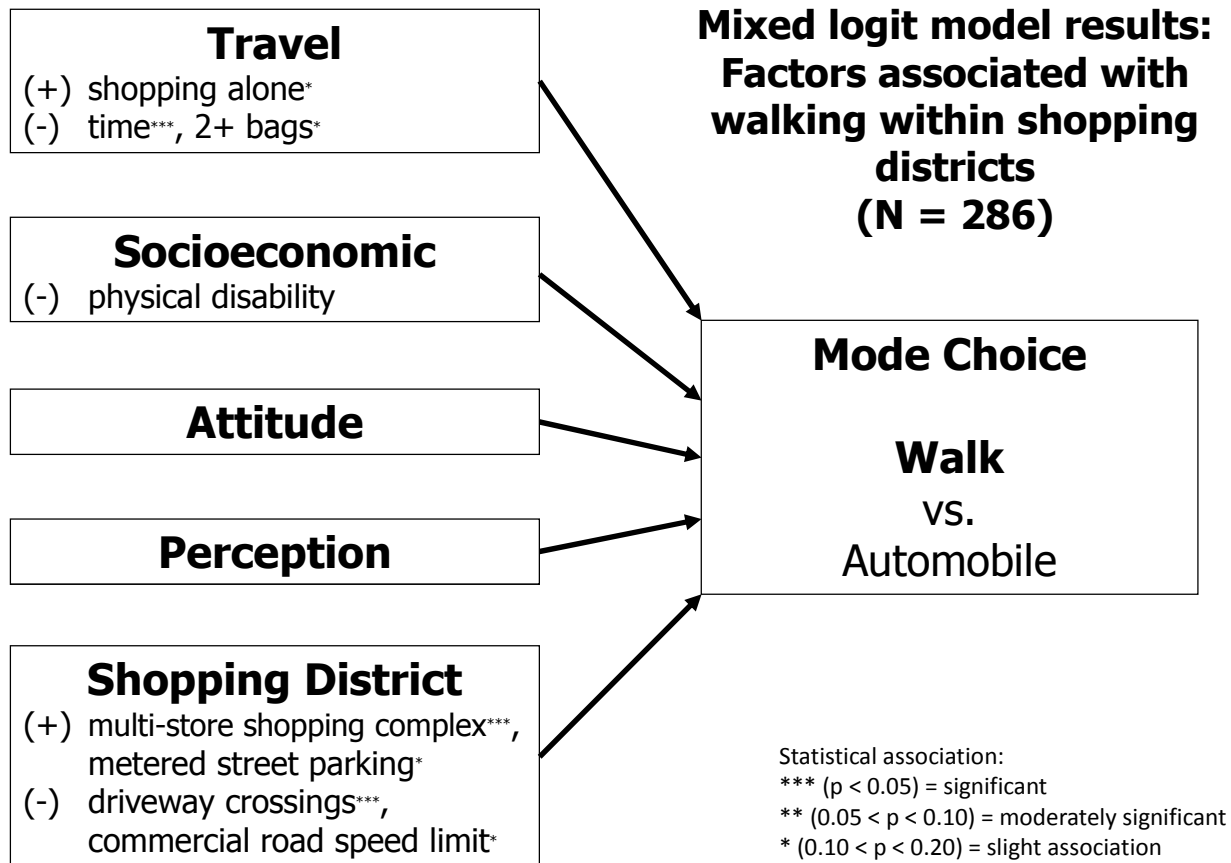 Travel
(+) shopping alone*
(-) time***, 2+ bags*
Mixed logit model results:
Factors associated with
walking within shopping
districts
(N = 286)
Socioeconomic
(-) physical disability
Attitude
Perception
Shopping District
(+) multi-store shopping complex***,
metered street parking*
(-) driveway crossings***,
commercial road speed limit*
Mode Choice
Walk
vs.
Automobile
Statistical association:
*** (p < 0.05) = significant
** (0.05 < p < 0.10) = moderately significant
* (0.10 < p < 0.20) = slight association